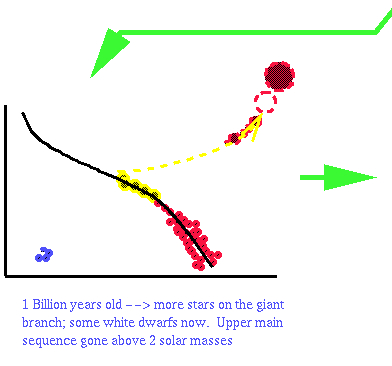 1 Billion years old --> more stars on the giant
branch; some white dwarfs now. Upper main
sequence gone above 2 solar masses